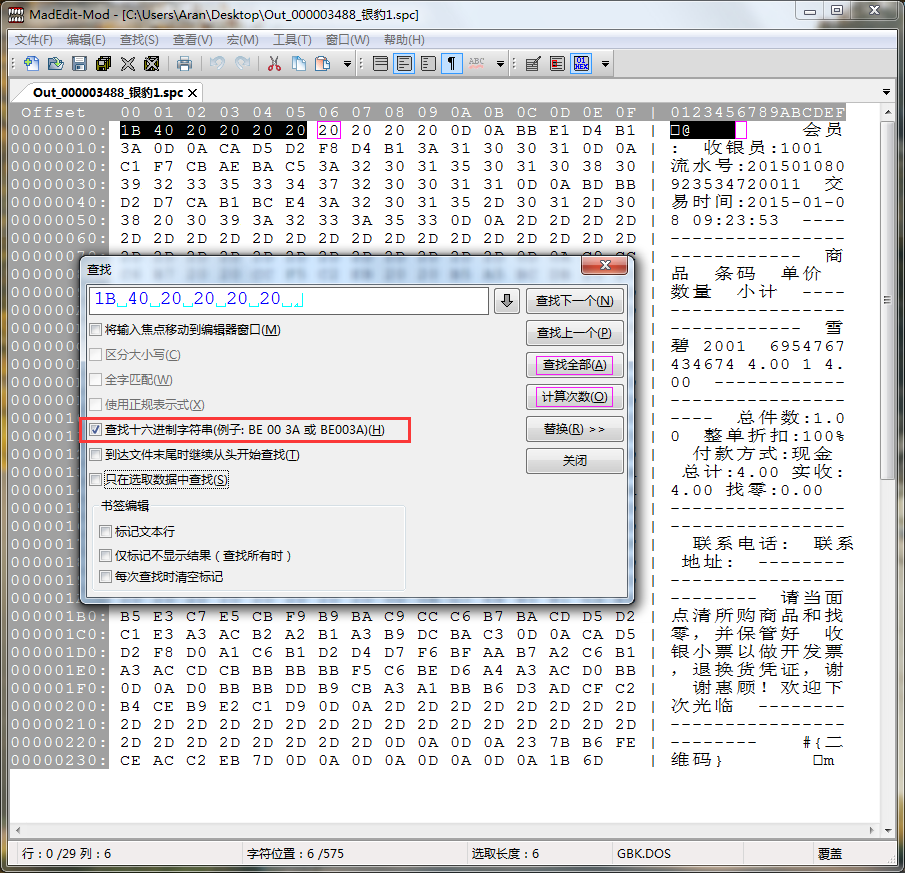 MadEdit-Mod - [C:\Users\Aran\Desktop\Out_000003488_银豹1.spc]
文件(F) 编辑(E) 查找(S) 查看(V) 宏(M) 工具(T) 窗口(W) 帮助(H)
Out_000003488_银豹1.spc
Offset 00 01 02 03 04 05 06 07 08 09 0A 0B 0C 0D 0E 0F | 0123456789ABCDEF
00000000: 1B 40 20 20 20 20 20 20 20 20 0D 0A BB E1 D4 B1 | □@ 会员
00000010: 3A 0D 0A CA D5 D2 F8 D4 B1 3A 31 30 30 31 0D 0A | : 收银员:1001
00000020: C1 F7 CB AE BA C5 3A 32 30 31 35 30 31 30 38 30 | 流水号:201501080
00000030: 39 32 33 35 33 34 37 32 30 30 31 31 0D 0A BD BB | 923534720011 交
00000040: D2 D7 CA B1 BC E4 3A 32 30 31 35 2D 30 31 2D 30 | 易时间:2015-01-0
00000050: 38 20 30 39 3A 32 33 3A 35 33 0D 0A 2D 2D 2D 2D | 8 09:23:53 ----
00000060: 2D 2D 2D 2D 2D 2D 2D 2D 2D 2D 2D 2D 2D 2D 2D 2D | ----------------
------------ 商
品 条码 单价
数量 小计 ----
----------------
------------ 雪
碧 2001 6954767
434674 4.00 1 4.
00 ------------
----------------
---- 总件数:1.0
0 整单折扣:100%
付款方式:现金
总计:4.00 实收:
4.00 找零:0.00
----------------
----------------
联系电话: 联系
地址: --------
----------------
-------- 请当面
查找
1B 40 20 20 20 20
查找下一个(N)
将输入焦点移动到编辑器窗口(M)
查找上一个(P)
区分大小写(C)
查找全部(A)
全字匹配(W)
计算次数(O)
使用正规表示式(X)
查找十六进制字符串(例子: BE 00 3A 或 BE003A)(H)
替换(R) >>
到达文件末尾时继续从头开始查找(T)
关闭
只在选取数据中查找(S)
书签编辑
标记文本行
仅标记不显示结果（查找所有时）
每次查找时清空标记
000001B0: B5 E3 C7 E5 CB F9 B9 BA C9 CC C6 B7 BA CD D5 D2 | 点清所购商品和找
000001C0: C1 E3 A3 AC B2 A2 B1 A3 B9 DC BA C3 0D 0A CA D5 | 零，并保管好 收
000001D0: D2 F8 D0 A1 C6 B1 D2 D4 D7 F6 BF AA B7 A2 C6 B1 | 银小票以做开发票
000001E0: A3 AC CD CB BB BB BB F5 C6 BE D6 A4 A3 AC D0 BB | ，退换货凭证，谢
000001F0: 0D 0A D0 BB BB DD B9 CB A3 A1 BB B6 D3 AD CF C2 | 谢惠顾！欢迎下
00000200: B4 CE B9 E2 C1 D9 0D 0A 2D 2D 2D 2D 2D 2D 2D 2D | 次光临 --------
00000210: 2D 2D 2D 2D 2D 2D 2D 2D 2D 2D 2D 2D 2D 2D 2D 2D | ----------------
00000220: 2D 2D 2D 2D 2D 2D 2D 2D 0D 0A 0D 0A 23 7B B6 FE | -------- #{二
00000230: CE AC C2 EB 7D 0D 0A 0D 0A 0D 0A 0D 0A 1B 6D | 维码} □m
行：0 /29 列：6 字符位置：6 /575 选取长度：6 GBK.DOS 覆盖